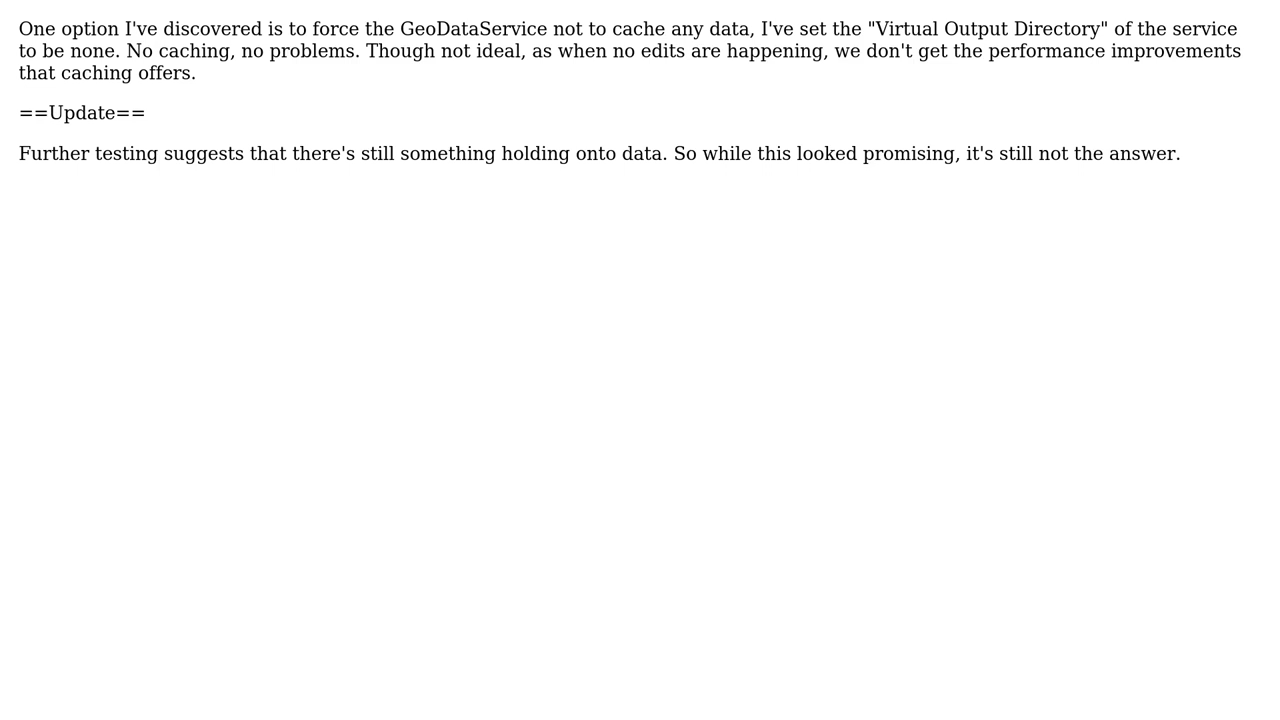 One option I've discovered is to force the GeoDataService not to cache any data, I've set the "Virtual Output Directory" of the service
to be none. No caching, no problems. Though not ideal, as when no edits are happening, we don't get the performance improvements
that caching offers.
==Update==
Further testing suggests that there's still something holding onto data. So while this looked promising, it's still not the answer.